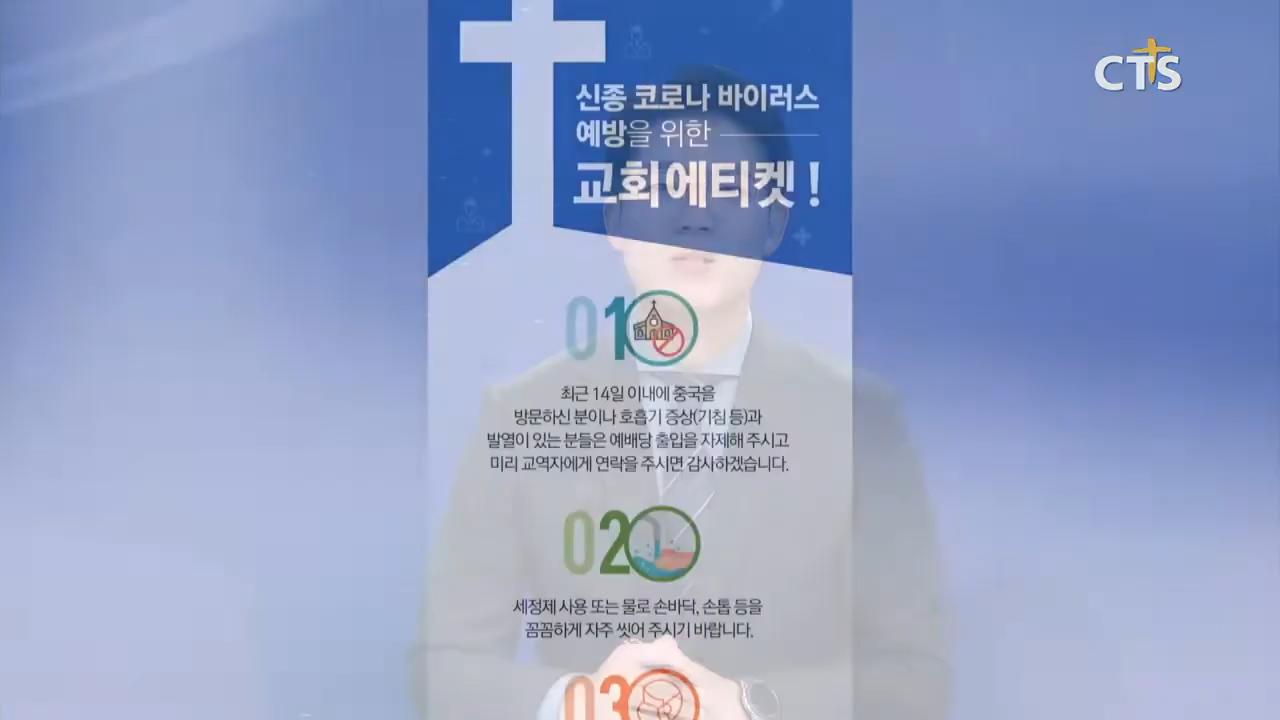 CTS
신종 코로나 바이러스
예방을 위한
교회에티켓 !
01
최근 14일 이내에 중국을
방문하신 분이나 호흡기 증상(기침 등)과
발열이 있는 분들은 예배당 출입을 자제해 주시고
미리 교역자에게 연락을 주시면 감사하겠습니다.
02
세정제 사용 또는 물로 손바닥, 손톱 등을
꼼꼼하게 자주 씻어 주시기 바랍니다.
03